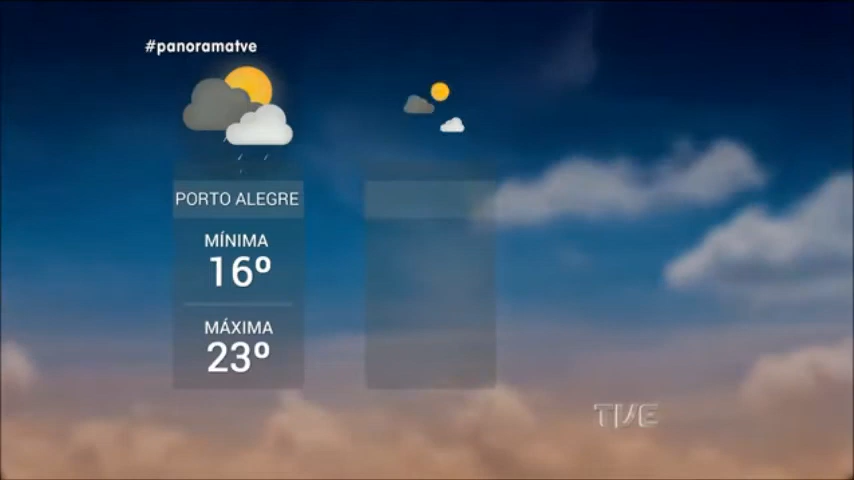 #panoramatve
PORTO ALEGRE
MÍNIMA
16º
MÁXIMA
23º
TVE